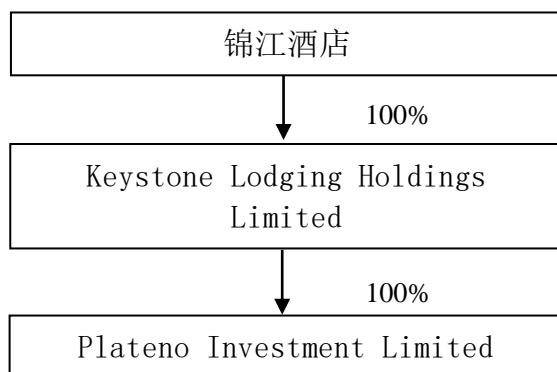 锦江酒店
100%
Keystone Lodging Holdings
Limited
100%
Plateno Investment Limited